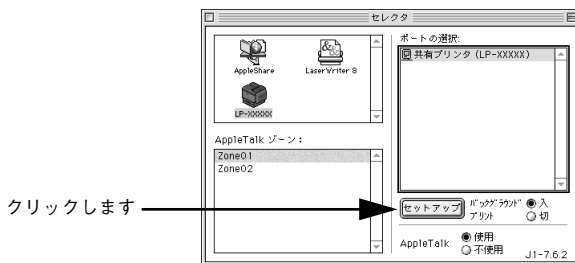 セレクタ
AppleShare
LaserWriter 8
LP-XXXXX
AppleTalk ゾーン：
Zone01
Zone02
ポートの選択:
共有プリンタ (LP-XXXXX)
クリックします
セットアップ
バックグラウンド
プリント
入
切
AppleTalk
使用
不使用
J1-7.6.2